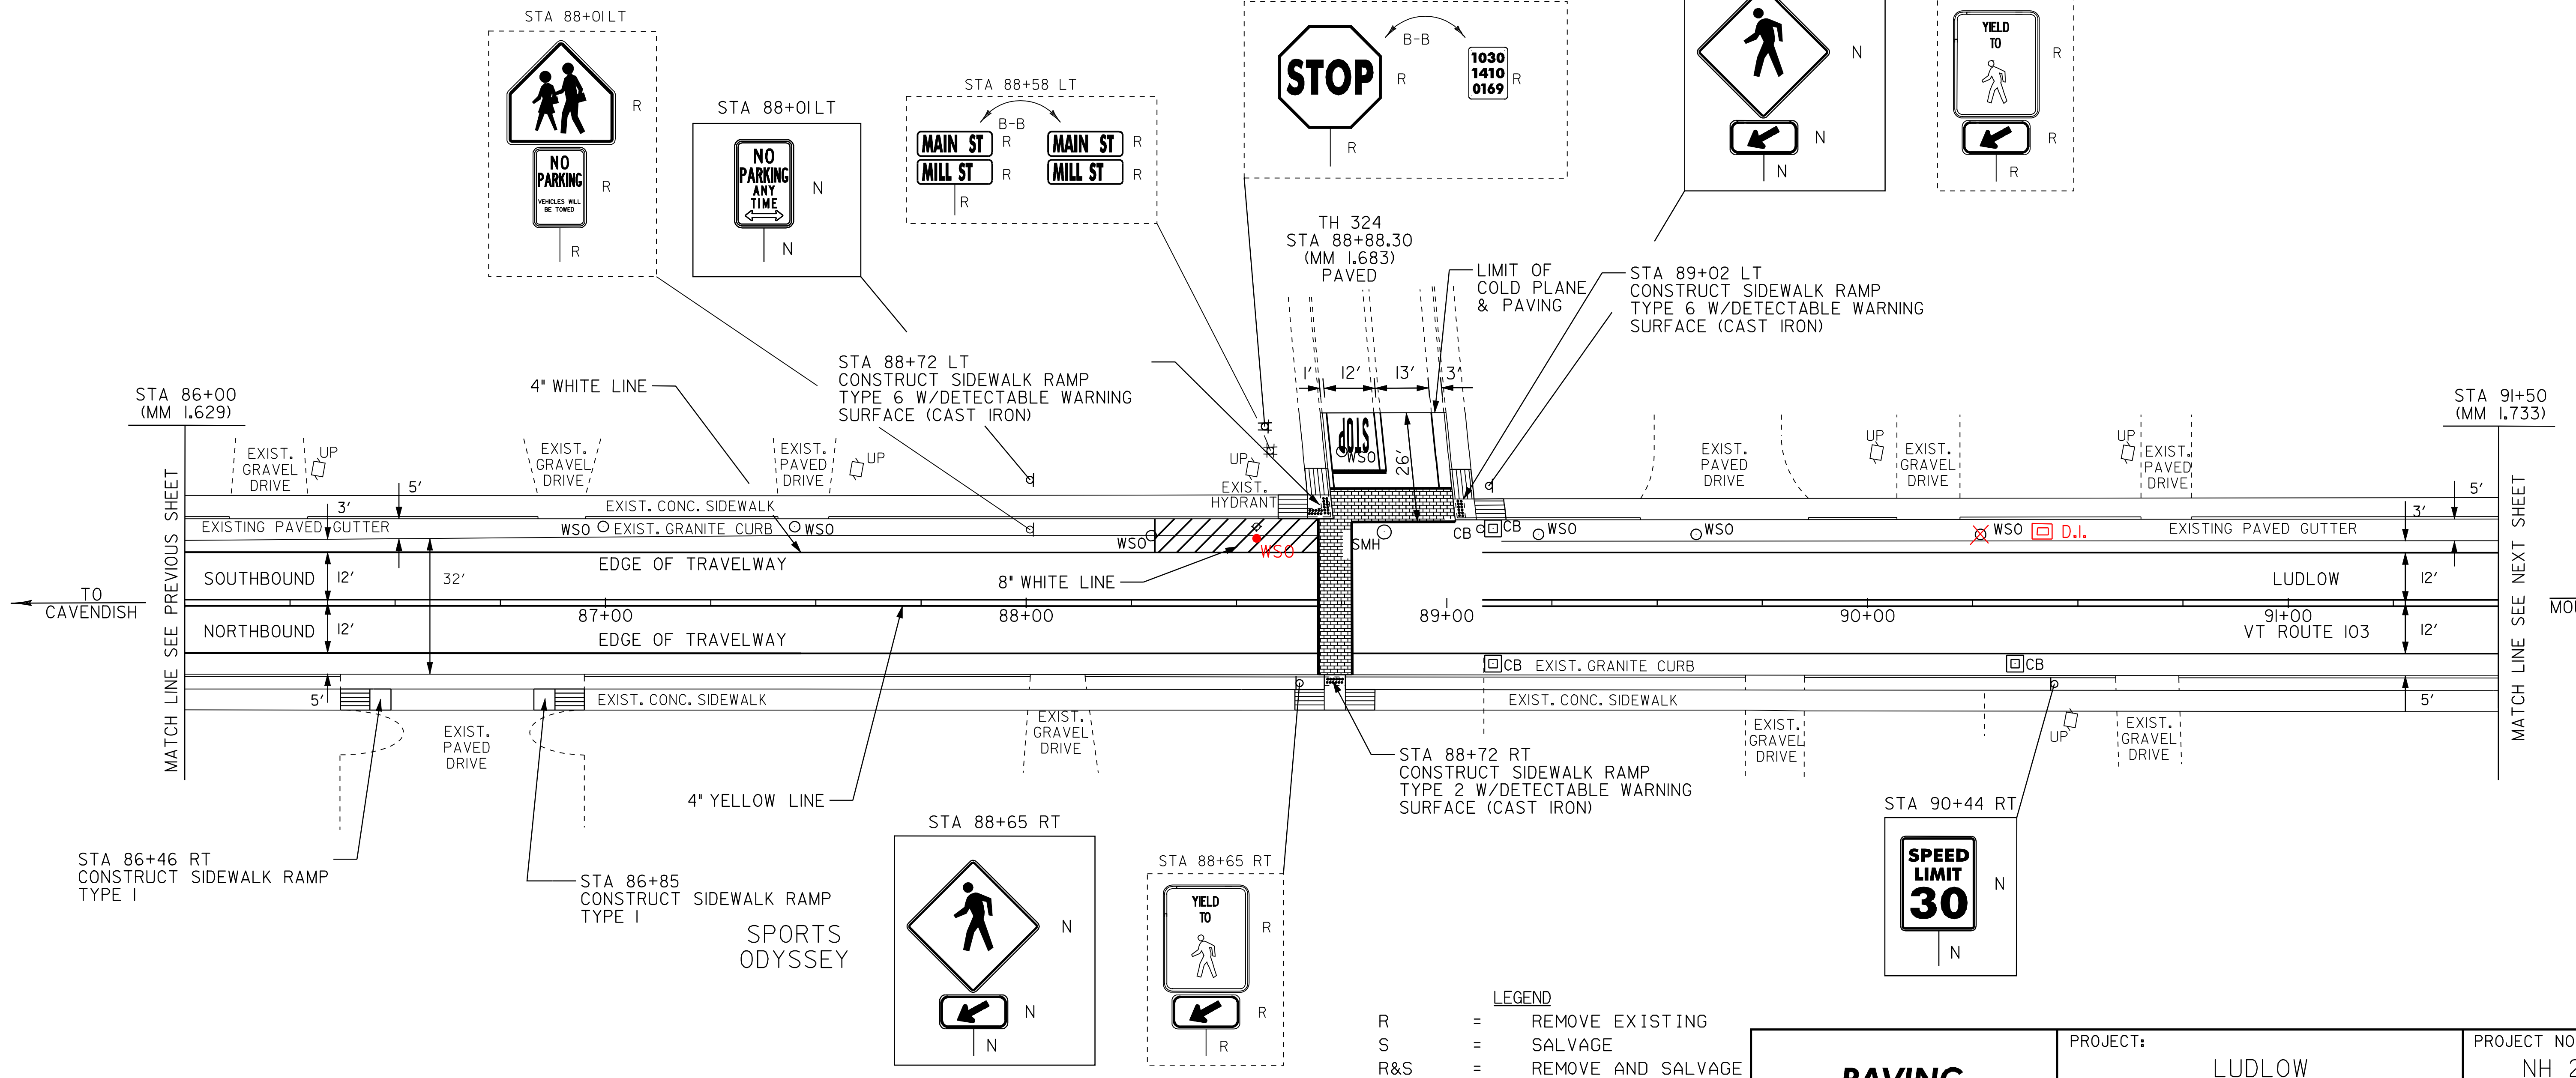 STA 88+01LT
R
NO
PARKING
VEHICLES WILL
BE TOWED
R
R
STA 88+01LT
NO
PARKING
ANY
TIME
N
N
STA 88+58 LT
B-B
MAIN ST R MAIN ST R
MILL ST R MILL ST R
R
STOP
R
B-B
1030
1410
0169
R
R
N
N
N
YIELD
TO
R
R
R
TH 324
STA 88+88.30
(MM 1.683)
PAVED
LIMIT OF
COLD PLANE
& PAVING
STA 89+02 LT
CONSTRUCT SIDEWALK RAMP
TYPE 6 W/DETECTABLE WARNING
SURFACE (CAST IRON)
STA 88+72 LT
CONSTRUCT SIDEWALK RAMP
TYPE 6 W/DETECTABLE WARNING
SURFACE (CAST IRON)
4" WHITE LINE
1' 12' 13' 3'
STA 86+00
(MM 1.629)
STA 91+50
(MM 1.733)
MATCH LINE SEE PREVIOUS SHEET
EXIST.
GRAVEL
DRIVE
UP
EXIST.
GRAVEL
DRIVE
EXIST.
PAVED
DRIVE
UP
UP
EXIST.
HYDRANT
STOP
WSO
26'
EXIST.
PAVED
DRIVE
UP
EXIST.
GRAVEL
DRIVE
UP
EXIST.
PAVED
DRIVE
5'
3'
EXIST. CONC. SIDEWALK
EXISTING PAVED GUTTER
WSO
EXIST. GRANITE CURB
WSO
WSO
WSO
SMH
CB
CB
WSO
WSO
WSO
D.I.
EXISTING PAVED GUTTER
5'
3'
EDGE OF TRAVELWAY
SOUTHBOUND 12'
32'
8" WHITE LINE
LUDLOW
12'
TO
CAVENDISH
87+00
88+00
89+00
90+00
91+00
MOU
NORTHBOUND 12'
EDGE OF TRAVELWAY
VT ROUTE 103
12'
CB
EXIST. GRANITE CURB
CB
5'
EXIST. CONC. SIDEWALK
EXIST. CONC. SIDEWALK
5'
MATCH LINE SEE NEXT SHEET
EXIST.
PAVED
DRIVE
EXIST.
GRAVEL
DRIVE
EXIST.
GRAVEL
DRIVE
UP
EXIST.
GRAVEL
DRIVE
STA 88+72 RT
CONSTRUCT SIDEWALK RAMP
TYPE 2 W/DETECTABLE WARNING
SURFACE (CAST IRON)
4" YELLOW LINE
STA 86+46 RT
CONSTRUCT SIDEWALK RAMP
TYPE 1
STA 86+85
CONSTRUCT SIDEWALK RAMP
TYPE 1
SPORTS
ODYSSEY
STA 88+65 RT
N
N
N
STA 88+65 RT
YIELD
TO
R
R
R
STA 90+44 RT
SPEED
LIMIT
30
N
N
LEGEND
R = REMOVE EXISTING
S = SALVAGE
R&S = REMOVE AND SALVAGE
PAVING
PROJECT:
LUDLOW
PROJECT NO
NH 2